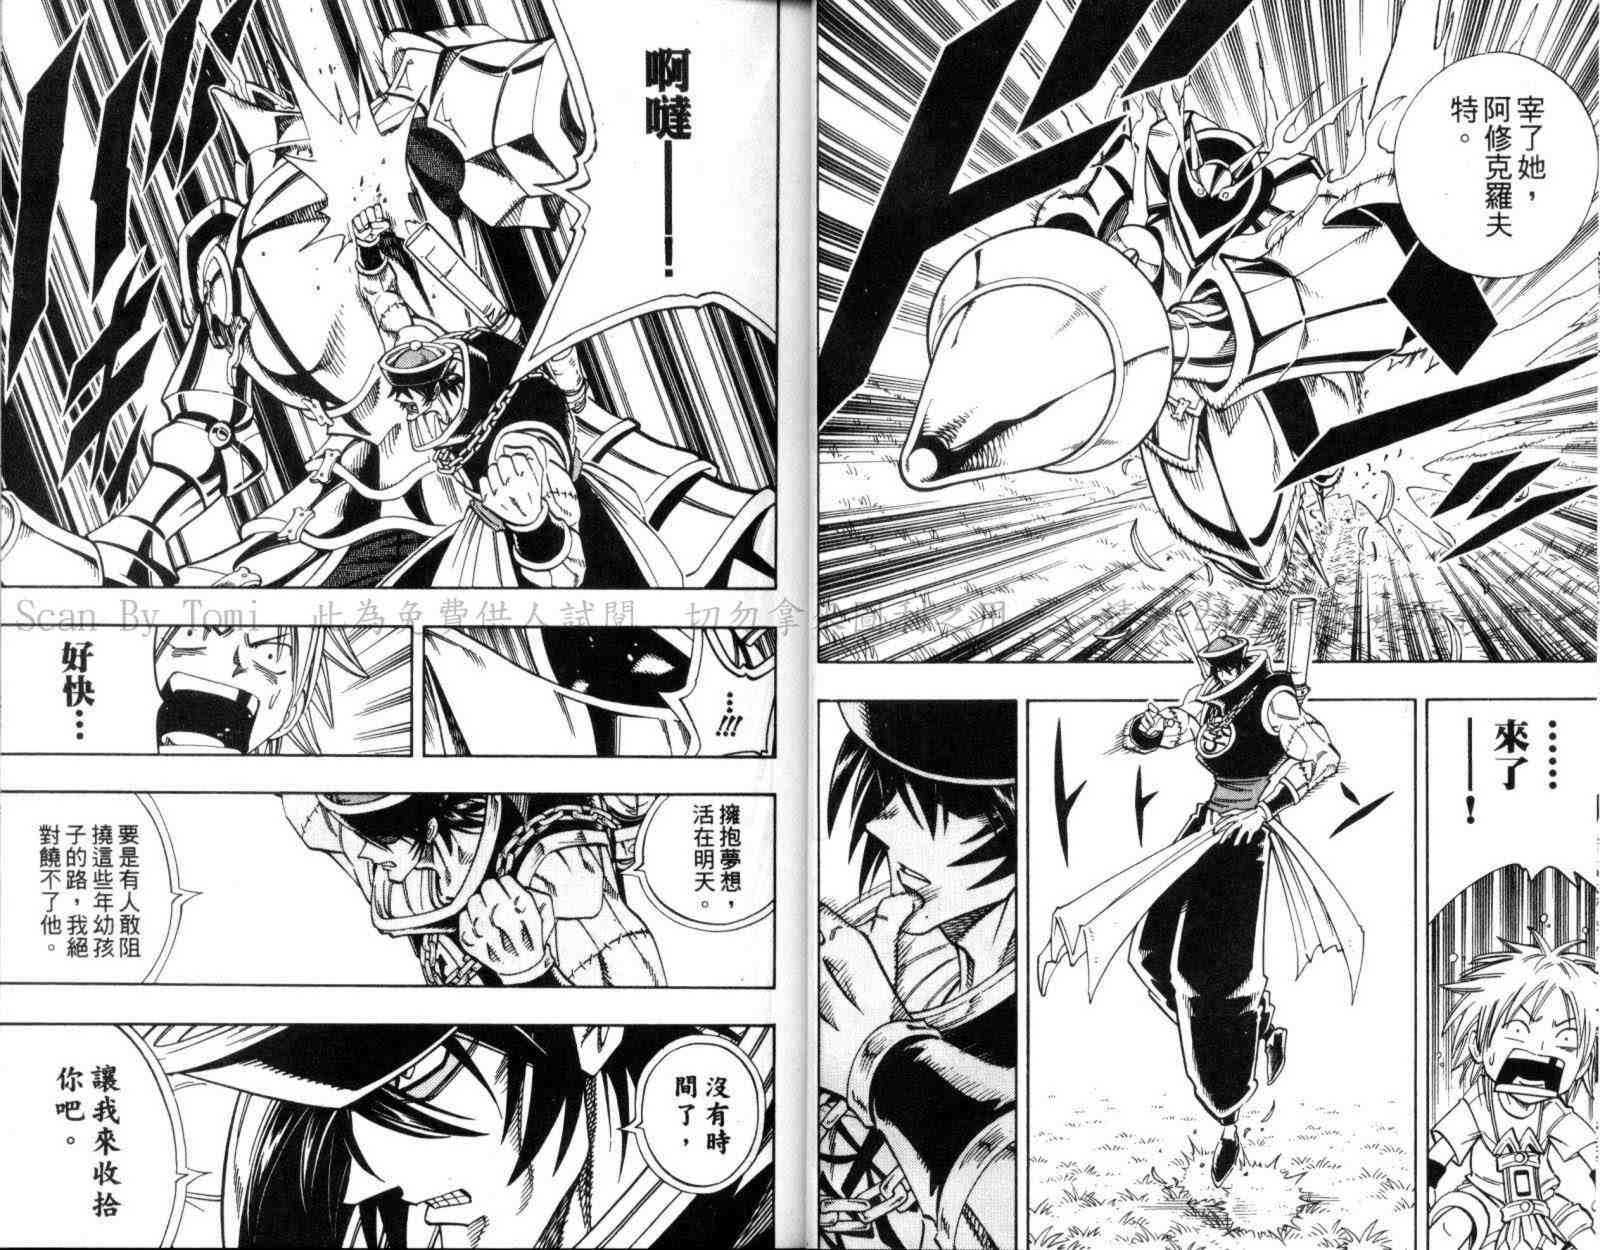 宰了她，
阿修克羅夫
特。
……
來了
——！
啊噠——！
…!!!
好快…
擁抱夢想，
活在明天。
要是有人敢阻
撓這些年幼孩
子的路，我絕
對饒不了他。
沒有時
間了，
讓我來收拾
你吧。
Scan By Tomi 此為免費供人試閱 切勿拿